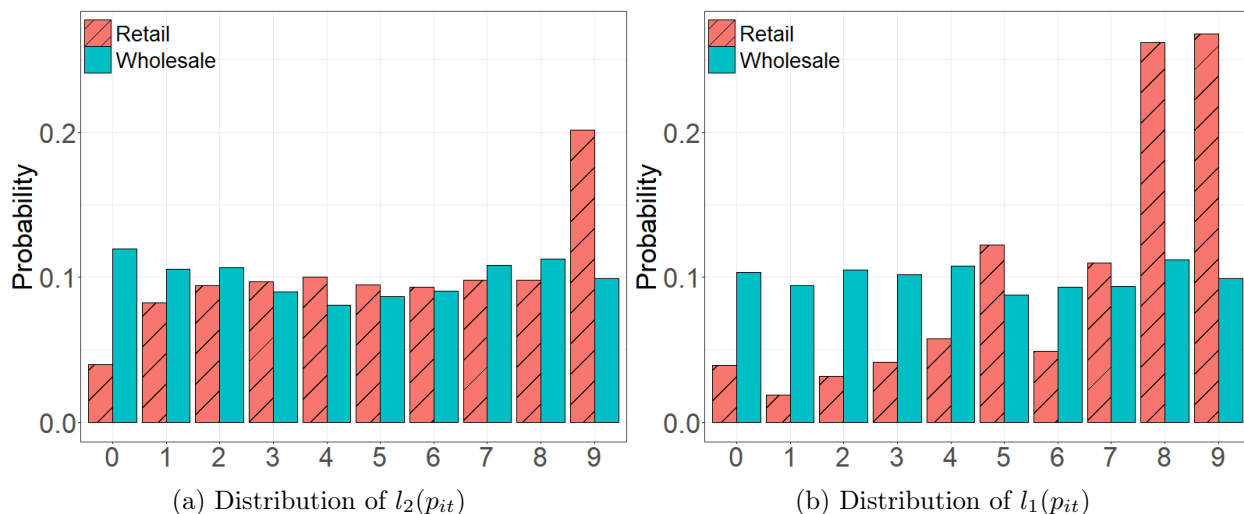 Retail
Wholesale
Probability
0.2
0.1
0.0
0 1 2 3 4 5 6 7 8 9
(a) Distribution of l₂(pᵢₜ)
Retail
Wholesale
Probability
0.2
0.1
0.0
0 1 2 3 4 5 6 7 8 9
(b) Distribution of l₁(pᵢₜ)